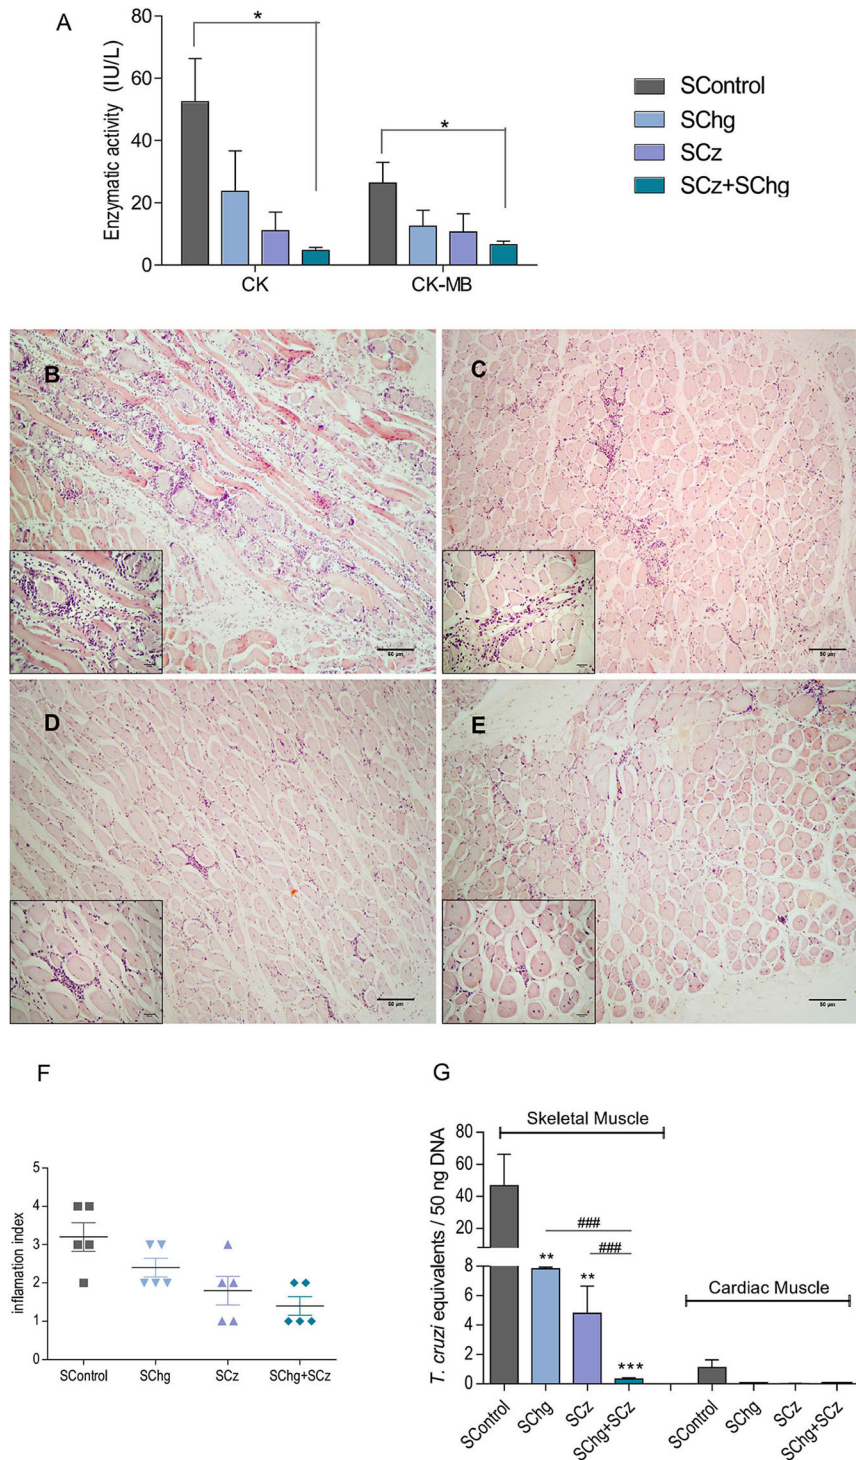 A
Enzymatic activity (IU/L)
80
60
40
20
0
*
*
CK
CK-MB
SControl
SChg
SCz
SCz+SChg
B
50 µm
C
50 µm
D
50 µm
E
50 µm
F
inflamation index
5
4
3
2
1
0
SControl
SChg
SCz
SChg+SCz
G
T. cruzi equivalents / 50 ng DNA
80
60
40
20
8
6
4
2
0
Skeletal Muscle
###
###
**
**
***
Cardiac Muscle
SControl
SChg
SCz
SChg+SCz
SControl
SChg
SCz
SChg+SCz